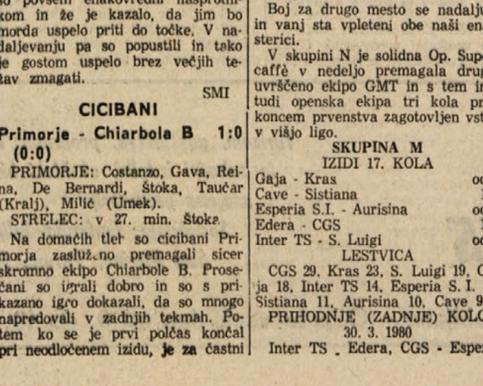 so povsem enakovredni nasprotni-
kom in že je kazalo, da jim bo
morda uspelo priti do točke. V na-
daljevanju pa so popustili in tako
je gostom uspelo brez večjih te-
žav zmagati.
SMI
CICIBANI
Primorje - Chiarbola B 1:0
(0:0)
PRIMORJE: Costanzo, Gava, Rei-
na, De Bernardi, Štoka, Taučar
(Kralj), Milič (Umek).
STRELEC: v 27. min. Štoka.
Na domačih tleh so cicibani Pri-
morja zasluženo premagali sicer
skromno ekipo Chiarbole B. Prose-
čani so igrali dobro in so s pri-
kazano igro dokazali, da so mnogo
napredovali v zadnjih tekmah. Po-
tem ko se je prvi polčas končal
pri neodločenem izidu, je za častni
Boj za drugo mesto se nadalju
in vanj sta vpleteni obe naši en
sterici.
V skupini N je solidna Op. Supe
caffè v nedeljo premagala drug
uvrščeno ekipo GMT in s tem i
tudi openska ekipa tri kola pr
koncem prvenstva zagotovljen vst
v višjo ligo.
SKUPINA M
IZIDI 17. KOLA
Gaja - Kras
Cave - Sistiana
Esperia S.I. - Aurisina
Edera - CGS
Inter TS - S. Luigi
LESTVICA
CGS 29, Kras 23, S. Luigi 19,
ja 18, Inter TS 14, Esperia S.I.
Sistiana 11, Aurisina 10, Cave 9
PRIHODNJE (ZADNJE) KOLO
30. 3. 1980
Inter TS - Edera, CGS - Espe